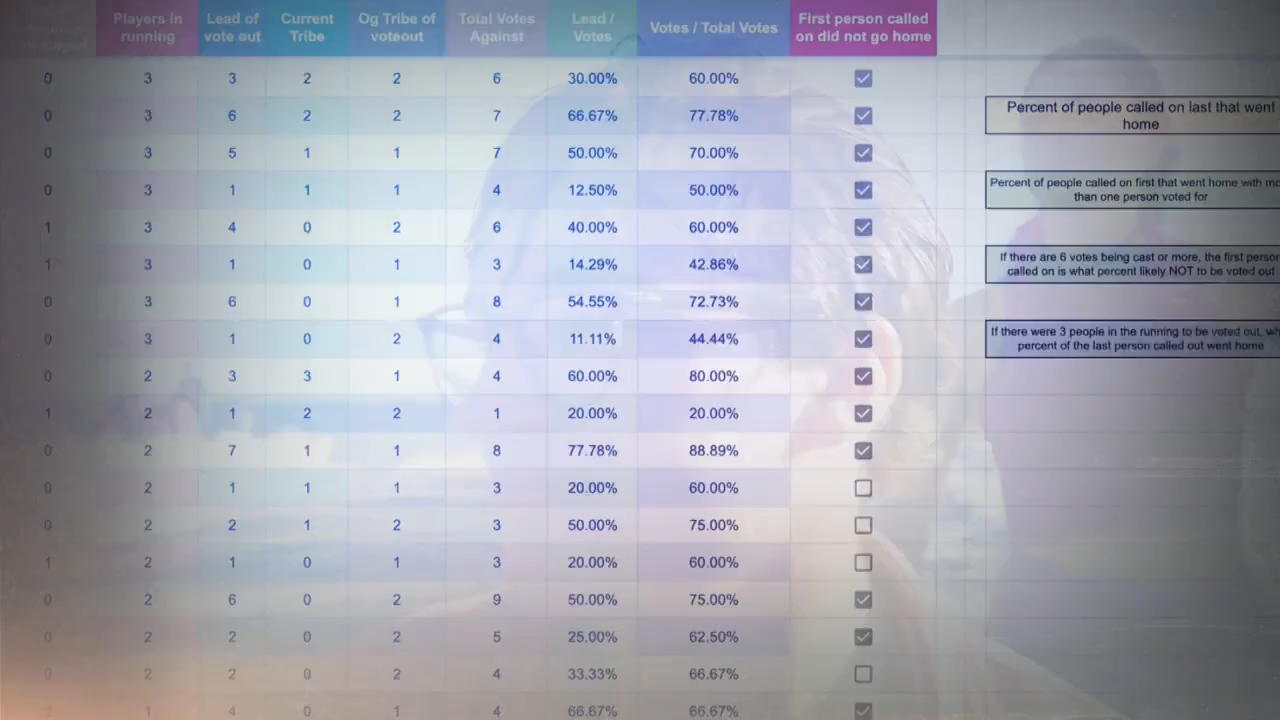 Players in running Lead of vote out Current Tribe Og Tribe of voteout Total Votes Against Lead / Votes Votes / Total Votes First person called on did not go home
0 3 3 2 2 6 30.00% 60.00%
0 3 6 2 2 7 66.67% 77.78%
Percent of people called on last that went
home
0 3 5 1 1 7 50.00% 70.00%
0 3 1 1 1 4 12.50% 50.00%
Percent of people called on first that went home with
than one person voted for
1 3 4 0 2 6 40.00% 60.00%
1 3 1 0 1 3 14.29% 42.86%
If there are 6 votes being cast or more, the first person
called on is what percent likely NOT to be voted out
0 3 6 0 1 8 54.55% 72.73%
0 3 1 0 2 4 11.11% 44.44%
If there were 3 people in the running to be voted out,
percent of the last person called out went home
0 2 3 3 1 4 60.00% 80.00%
1 2 1 2 2 1 20.00% 20.00%
0 2 7 1 1 8 77.78% 88.89%
0 2 1 1 1 3 20.00% 60.00%
0 2 2 1 2 3 50.00% 75.00%
1 2 1 0 1 3 20.00% 60.00%
0 2 6 0 2 9 50.00% 75.00%
0 2 2 0 2 5 25.00% 62.50%
0 2 2 0 2 4 33.33% 66.67%
1 4 0 1 4 66.67% 66.67%